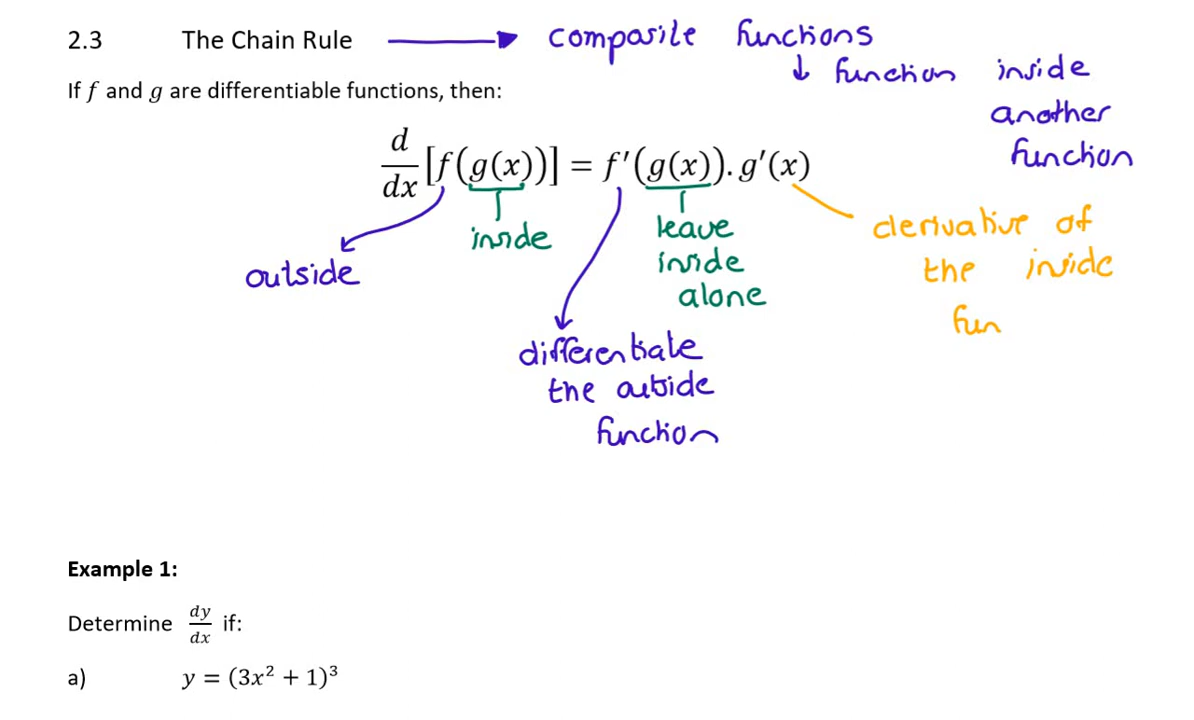 2.3 The Chain Rule → composite functions
↓ function inside
another
function
If f and g are differentiable functions, then:
d/dx [f(g(x))] = f'(g(x)).g'(x)
outside
inside
leave
inside
alone
derivative of
the inside
fun
differentiate
the outside
function
Example 1:
Determine dy/dx if:
a) y = (3x² + 1)³